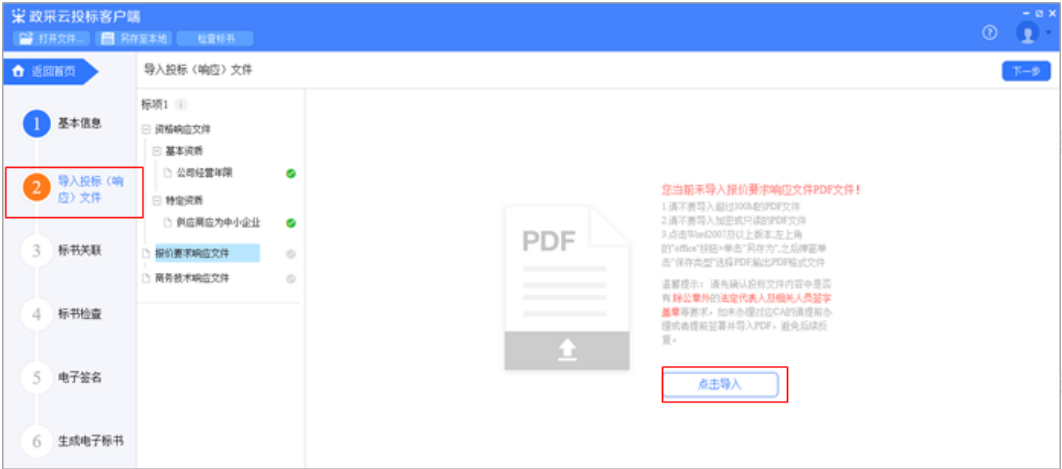 政采云投标客户端
打开文件... 另存至本地 检查标书
返回首页
导入投标（响应）文件
下一步
1 基本信息
2 导入投标（响
应）文件
3 标书关联
4 标书检查
5 电子签名
6 生成电子标书
标项1
资格响应文件
基本资质
公司经营年限
特定资质
供应商应为中小企业
报价要求响应文件
商务技术响应文件
PDF
您当前未导入报价要求响应文件PDF文件！
1.请不要导入超过300M的PDF文件
2.请不要导入加密或只读的PDF文件
3.点击Word2007及以上版本,左上角
的"office"按钮>单击"另存为",之后弹窗单
击"保存类型"选择PDF,输出PDF格式文件
温馨提示：请先确认投标文件内容中是否
有 除公章外的法定代表人及相关人员签字
盖章等要求，如未办理对应CA的请提前办
理或者提前签署并导入PDF，避免后续反
复。
点击导入